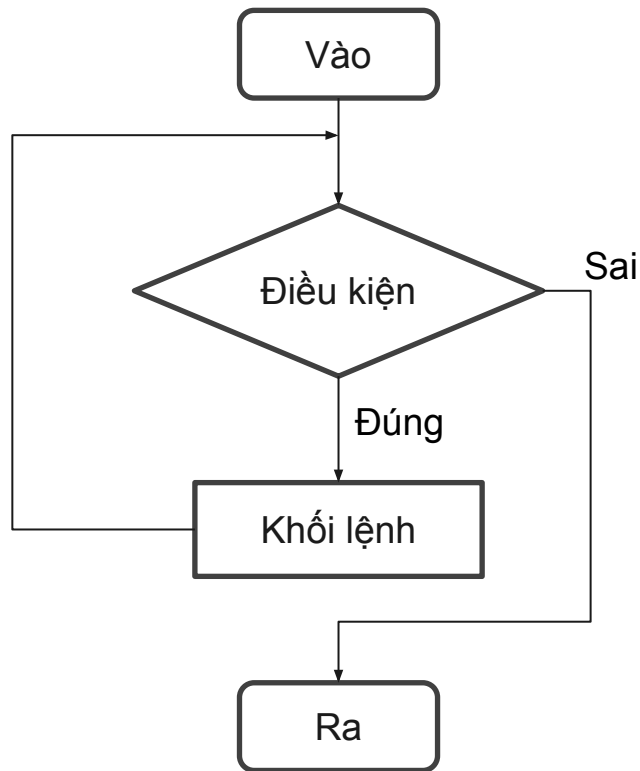 Vào
Điều kiện
Sai
Đúng
Khối lệnh
Ra